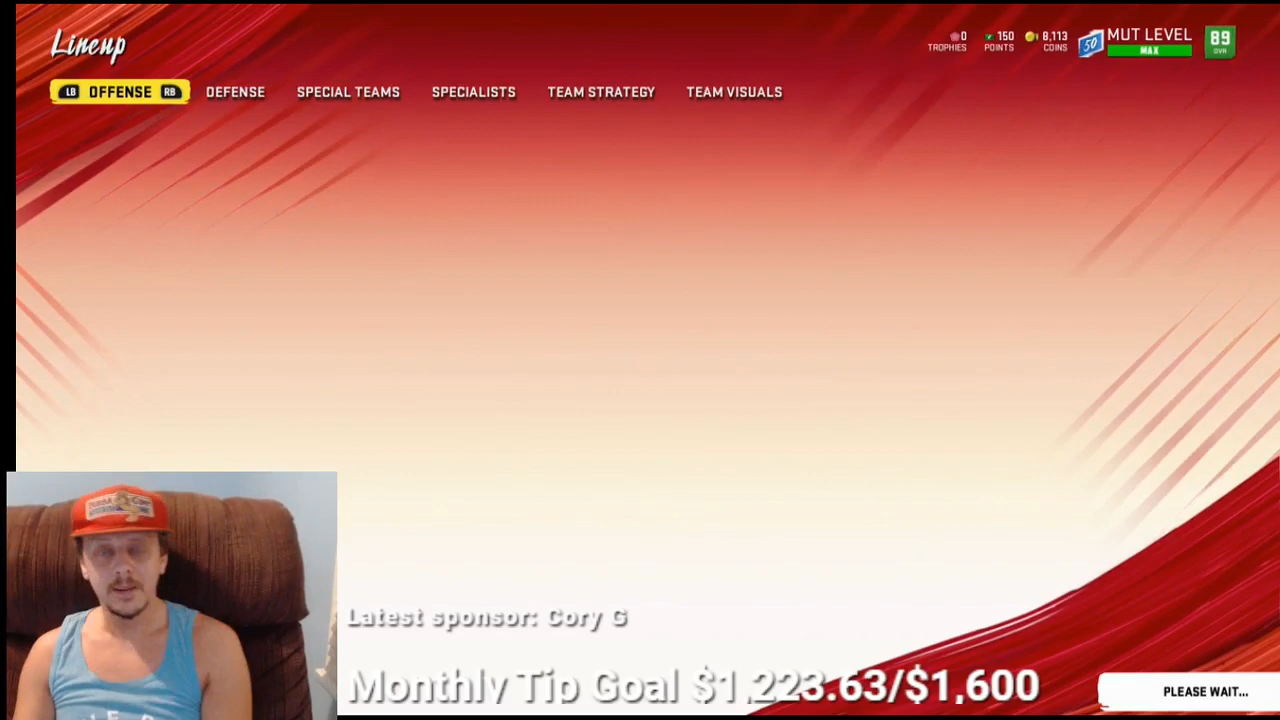 Lineup
0 TROPHIES
150 POINTS
8,113 COINS
50
MUT LEVEL
MAX
89 OVR
LB OFFENSE RB DEFENSE SPECIAL TEAMS SPECIALISTS TEAM STRATEGY TEAM VISUALS
Latest sponsor: Cory G
Monthly Tip Goal $1,223.63/$1,600
PLEASE WAIT...